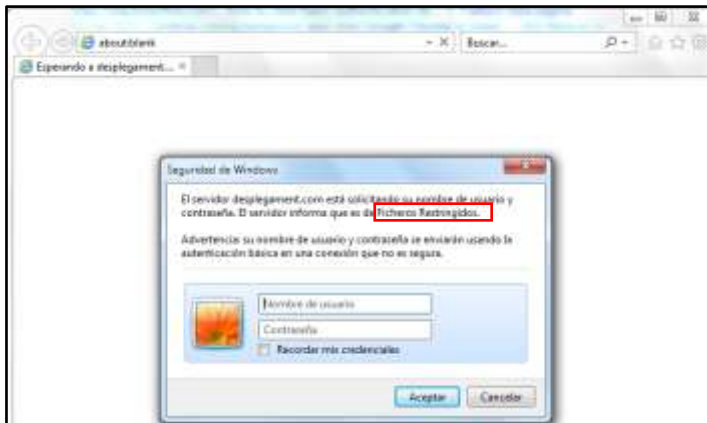 about:blank
Buscar...
Esperando a desplegament...
Seguridad de Windows
El servidor desplegament.com está solicitando su nombre de usuario y
contraseña. El servidor informa que es de Ficheros Restringidos.
Advertencia: su nombre de usuario y contraseña se enviarán usando la
autenticación básica en una conexión que no es segura.
Nombre de usuario
Contraseña
Recordar mis credenciales
Aceptar
Cancelar